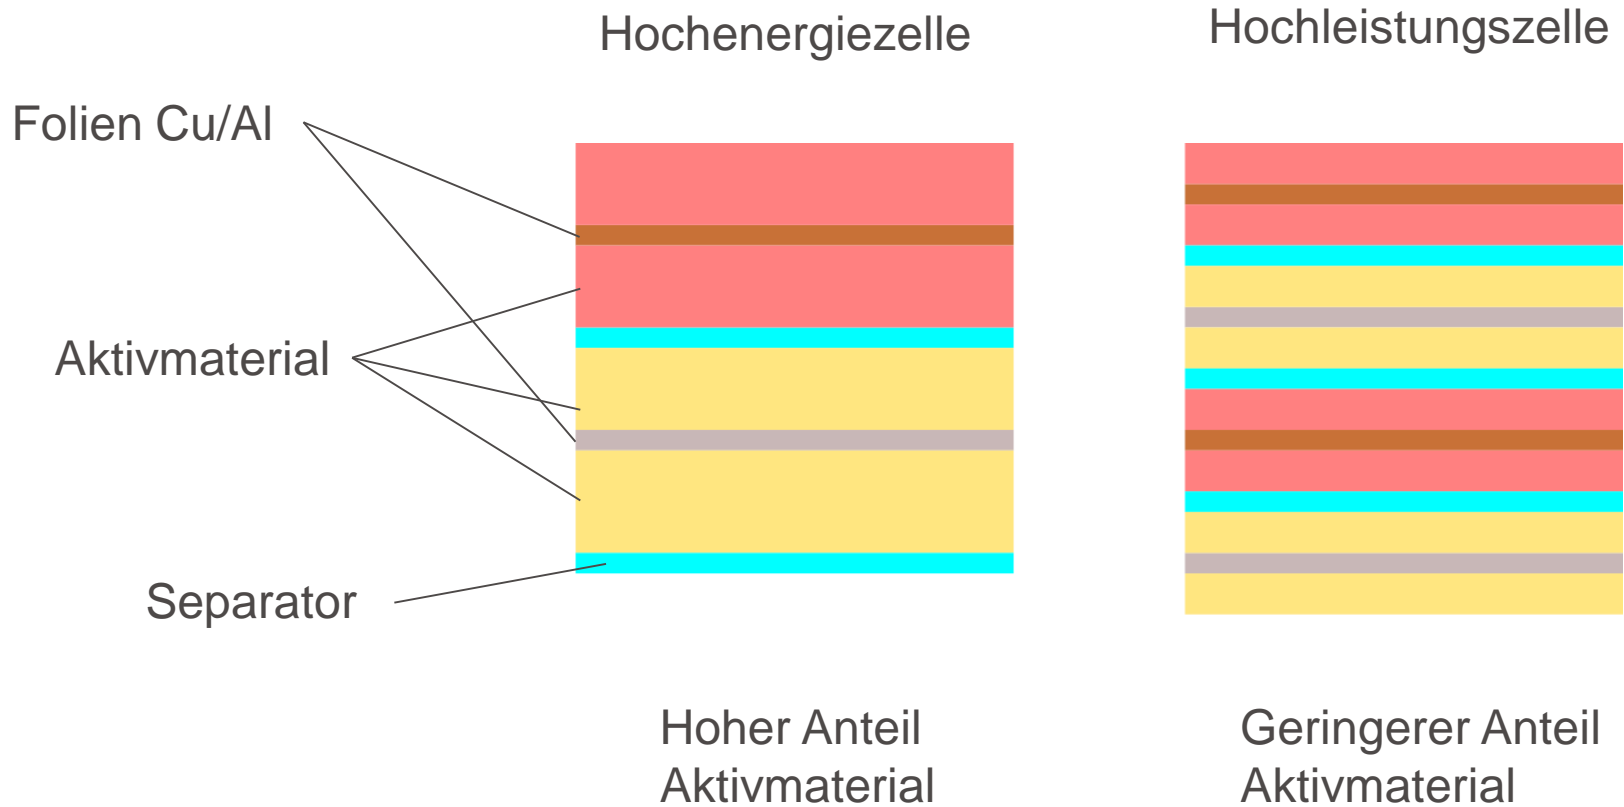 Hochenergiezelle
Hochleistungszelle
Folien Cu/Al
Aktivmaterial
Separator
Hoher Anteil
Aktivmaterial
Geringerer Anteil
Aktivmaterial